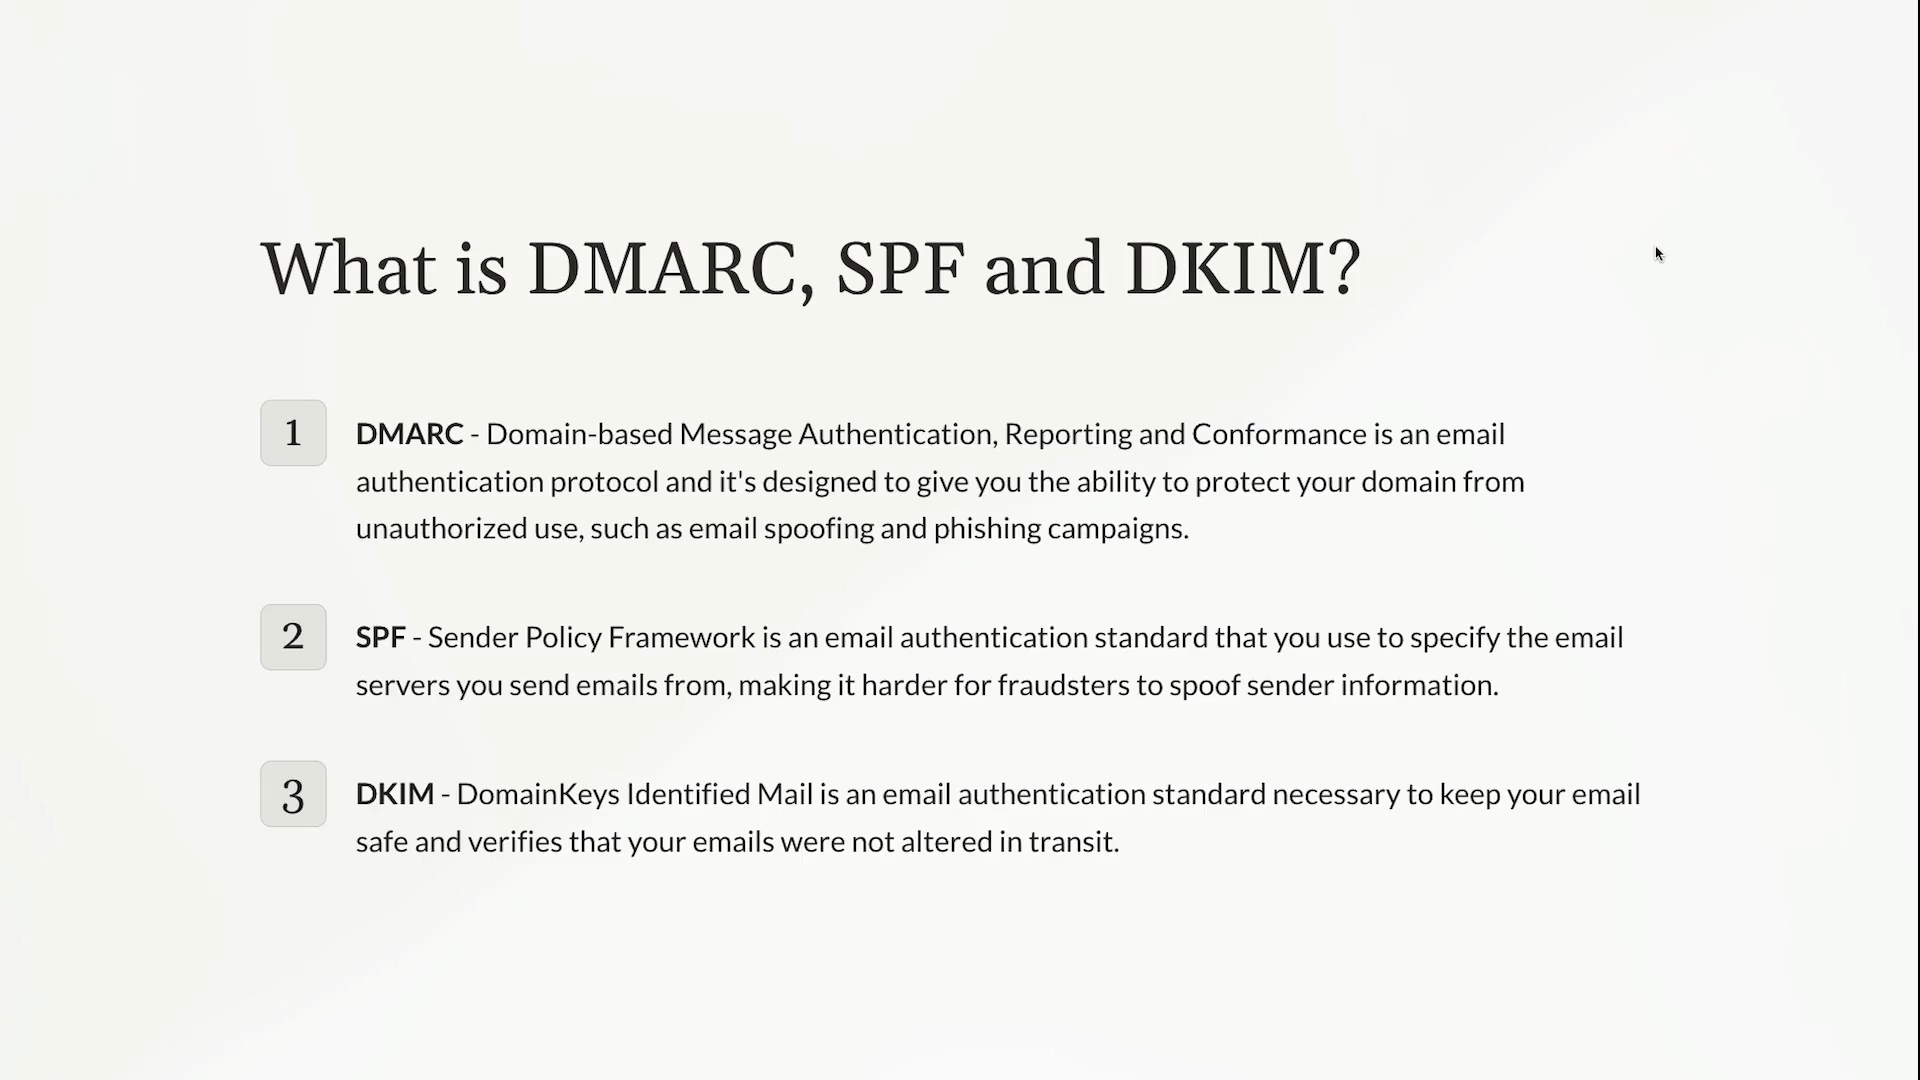 What is DMARC, SPF and DKIM?
1
DMARC - Domain-based Message Authentication, Reporting and Conformance is an email
authentication protocol and it's designed to give you the ability to protect your domain from
unauthorized use, such as email spoofing and phishing campaigns.
2
SPF - Sender Policy Framework is an email authentication standard that you use to specify the email
servers you send emails from, making it harder for fraudsters to spoof sender information.
3
DKIM - DomainKeys Identified Mail is an email authentication standard necessary to keep your email
safe and verifies that your emails were not altered in transit.